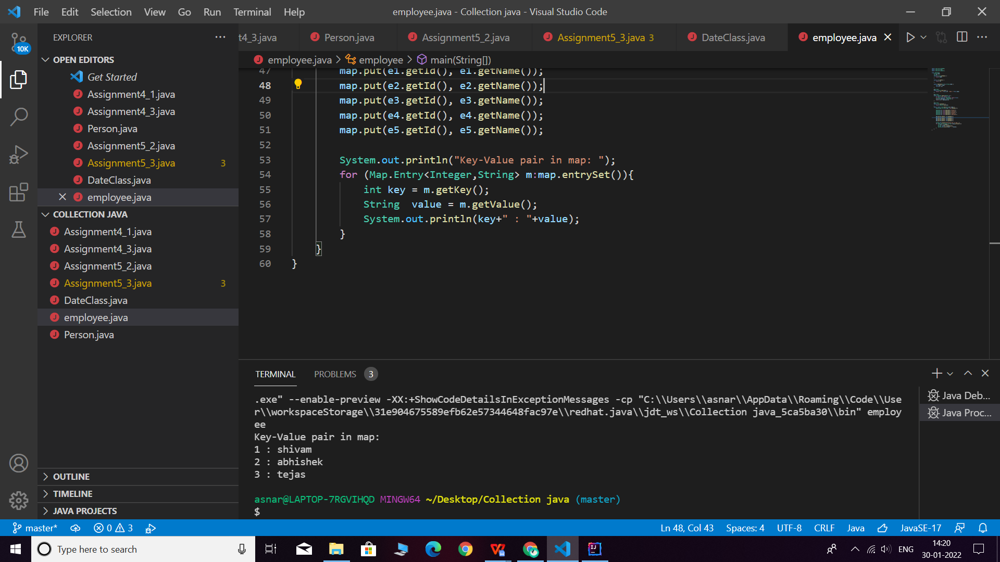 File Edit Selection View Go Run Terminal Help
employee.java - Collection java - Visual Studio Code
10K
EXPLORER
OPEN EDITORS
Get Started
Assignment4_1.java
Assignment4_3.java
Person.java
Assignment5_2.java
Assignment5_3.java 3
DateClass.java
employee.java
COLLECTION JAVA
Assignment4_1.java
Assignment4_3.java
Assignment5_2.java
Assignment5_3.java 3
DateClass.java
employee.java
Person.java
OUTLINE
TIMELINE
JAVA PROJECTS
t4_3.java Person.java Assignment5_2.java Assignment5_3.java 3 DateClass.java employee.java
employee.java > employee > main(String[])
47 map.put(e1.getId(), e1.getName());
48 map.put(e2.getId(), e2.getName());
49 map.put(e3.getId(), e3.getName());
50 map.put(e4.getId(), e4.getName());
51 map.put(e5.getId(), e5.getName());
52
53 System.out.println("Key-Value pair in map: ");
54 for (Map.Entry<Integer,String> m:map.entrySet()){
55 int key = m.getKey();
56 String  value = m.getValue();
57 System.out.println(key+" : "+value);
58 }
59 }
60 }
TERMINAL PROBLEMS 3
.exe" --enable-preview -XX:+ShowCodeDetailsInExceptionMessages -cp "C:\\Users\\asnar\\AppData\\Roaming\\Code\\Use
r\\workspaceStorage\\31e904675589efb62e57344648fac97e\\redhat.java\\jdt_ws\\Collection java_5ca5ba30\\bin" employ
ee
Key-Value pair in map:
1 : shivam
2 : abhishek
3 : tejas
asnar@LAPTOP-7RGVIHQD MINGW64 ~/Desktop/Collection java (master)
$
Java Deb...
Java Proc...
master* 0 3 Ln 48, Col 43 Spaces: 4 UTF-8 CRLF Java JavaSE-17
Type here to search
ENG
14:20
30-01-2022